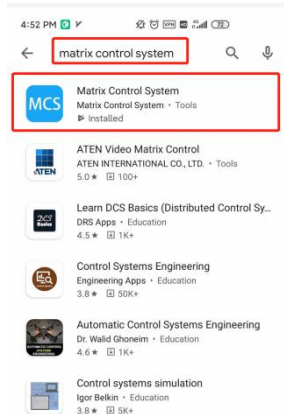 4:52 PM
72
matrix control system
MCS
Matrix Control System
Matrix Control System • Tools
Installed
ATEN
ATEN Video Matrix Control
ATEN INTERNATIONAL CO., LTD. • Tools
5.0★ 100+
DCS
Basics
Learn DCS Basics (Distributed Control Sy...
DRS Apps • Education
4.5★ 1K+
Control Systems Engineering
Engineering Apps • Education
3.8★ 50K+
Automatic Control Systems Engineering
Dr. Walid Ghoneim • Education
4.6★ 1K+
Control systems simulation
Igor Belkin • Education
3.8★ 5K+